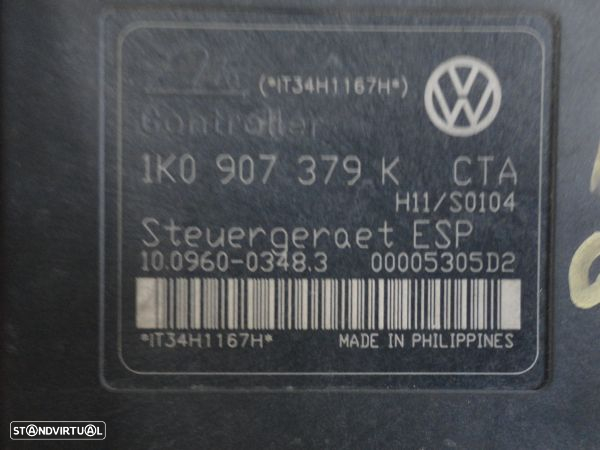 (*IT34H1167H*)
Controller
1K0 907 379 K CTA
H11/S0104
Steuergeraet ESP
10.0960-0348.3 00005305D2
*IT34H1167H* MADE IN PHILIPPINES
STANDVIRTUAL